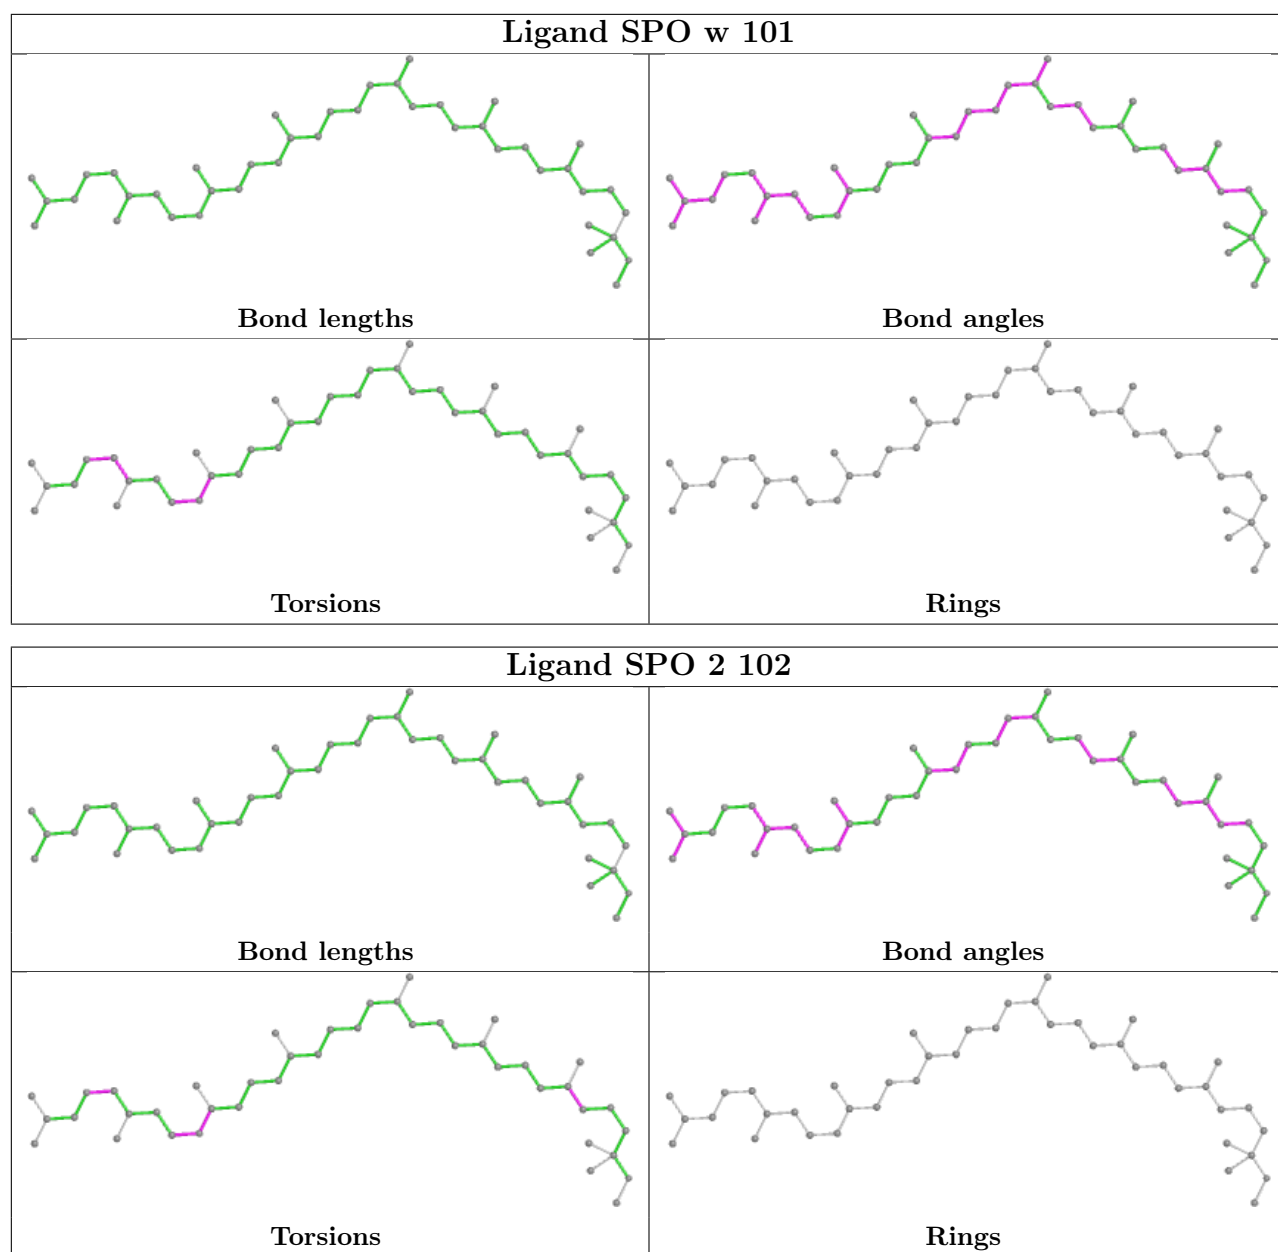 Ligand SPO w 101
Bond lengths
Bond angles
Torsions
Rings
Ligand SPO 2 102
Bond lengths
Bond angles
Torsions
Rings